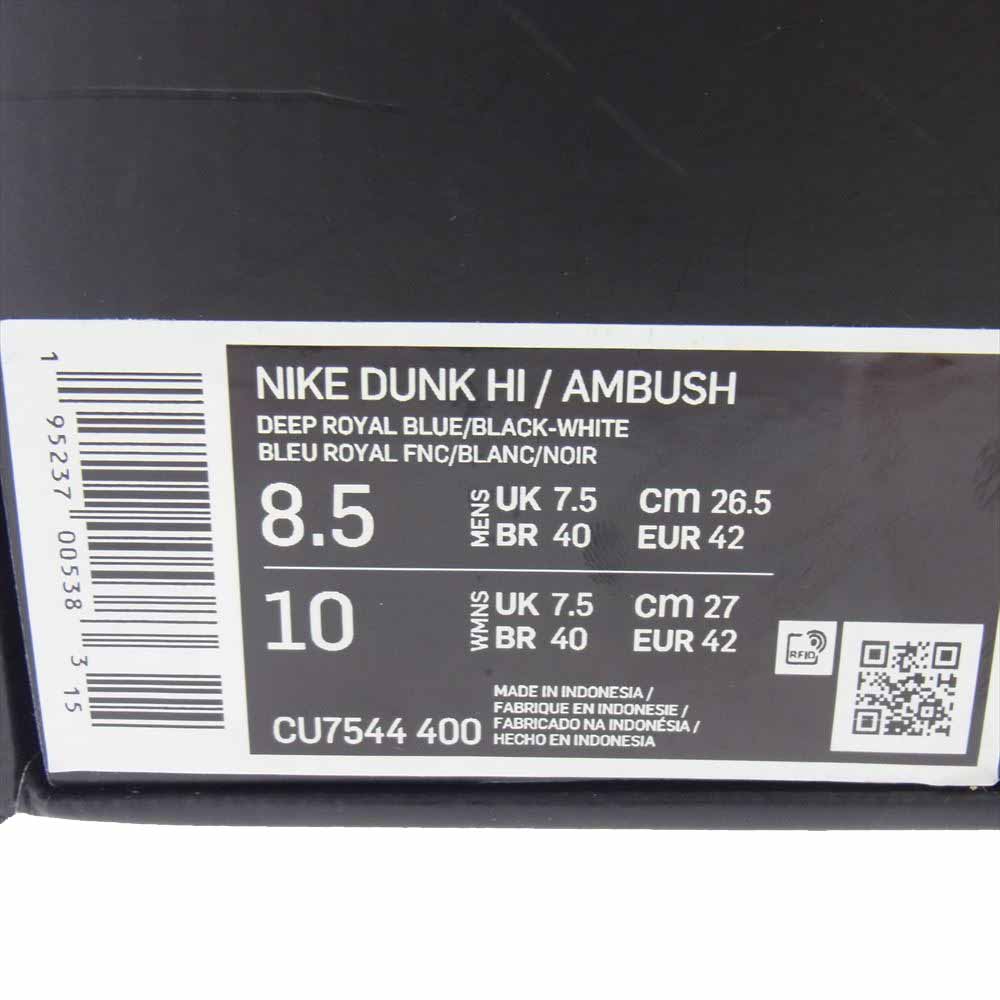 NIKE DUNK HI / AMBUSH
DEEP ROYAL BLUE/BLACK-WHITE
BLEU ROYAL FNC/BLANC/NOIR
8.5 MENS UK 7.5 cm 26.5
BR 40 EUR 42
10 WMNS UK 7.5 cm 27
BR 40 EUR 42
RFID
CU7544 400
MADE IN INDONESIA /
FABRIQUE EN INDONESIE /
FABRICADO NA INDONÉSIA /
HECHO EN INDONESIA
1 95237 00538 3 15